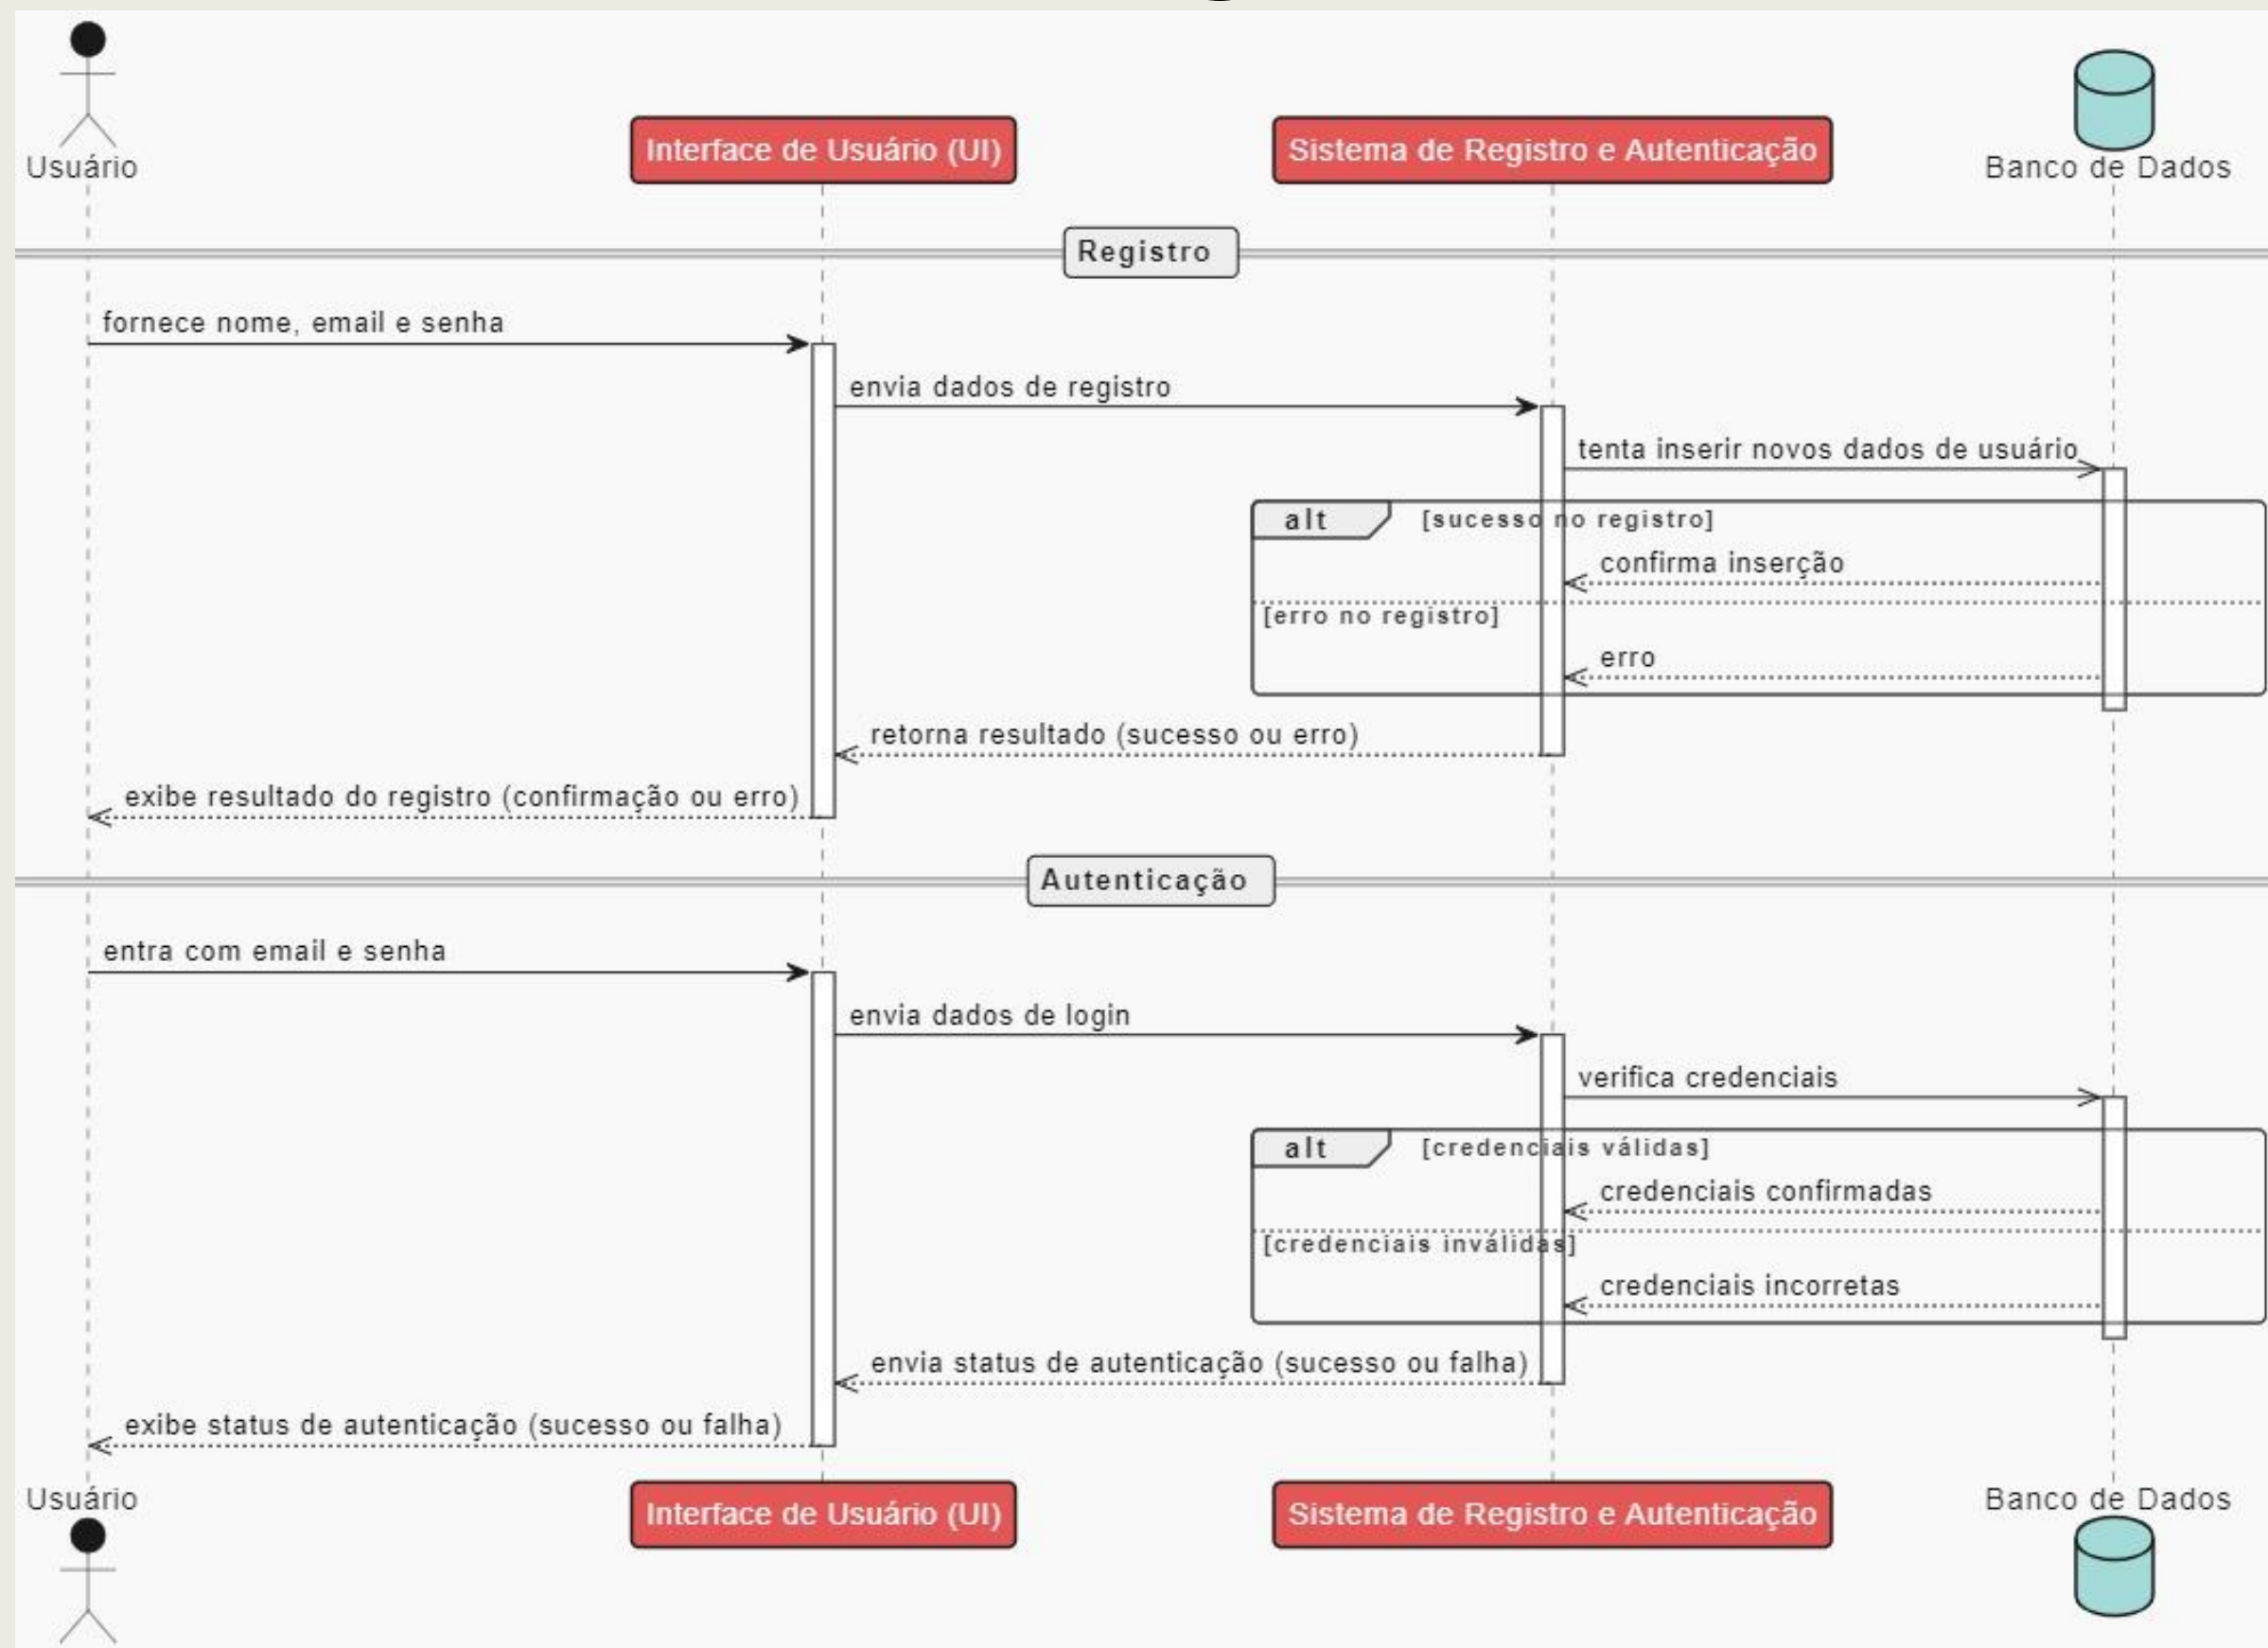 Usuário
Interface de Usuário (UI)
Sistema de Registro e Autenticação
Banco de Dados
Registro
fornece nome, email e senha
envia dados de registro
tenta inserir novos dados de usuário
alt [sucesso no registro]
confirma inserção
[erro no registro]
erro
retorna resultado (sucesso ou erro)
exibe resultado do registro (confirmação ou erro)
Autenticação
entra com email e senha
envia dados de login
verifica credenciais
alt [credenciais válidas]
credenciais confirmadas
[credenciais inválidas]
credenciais incorretas
envia status de autenticação (sucesso ou falha)
exibe status de autenticação (sucesso ou falha)
Usuário
Interface de Usuário (UI)
Sistema de Registro e Autenticação
Banco de Dados